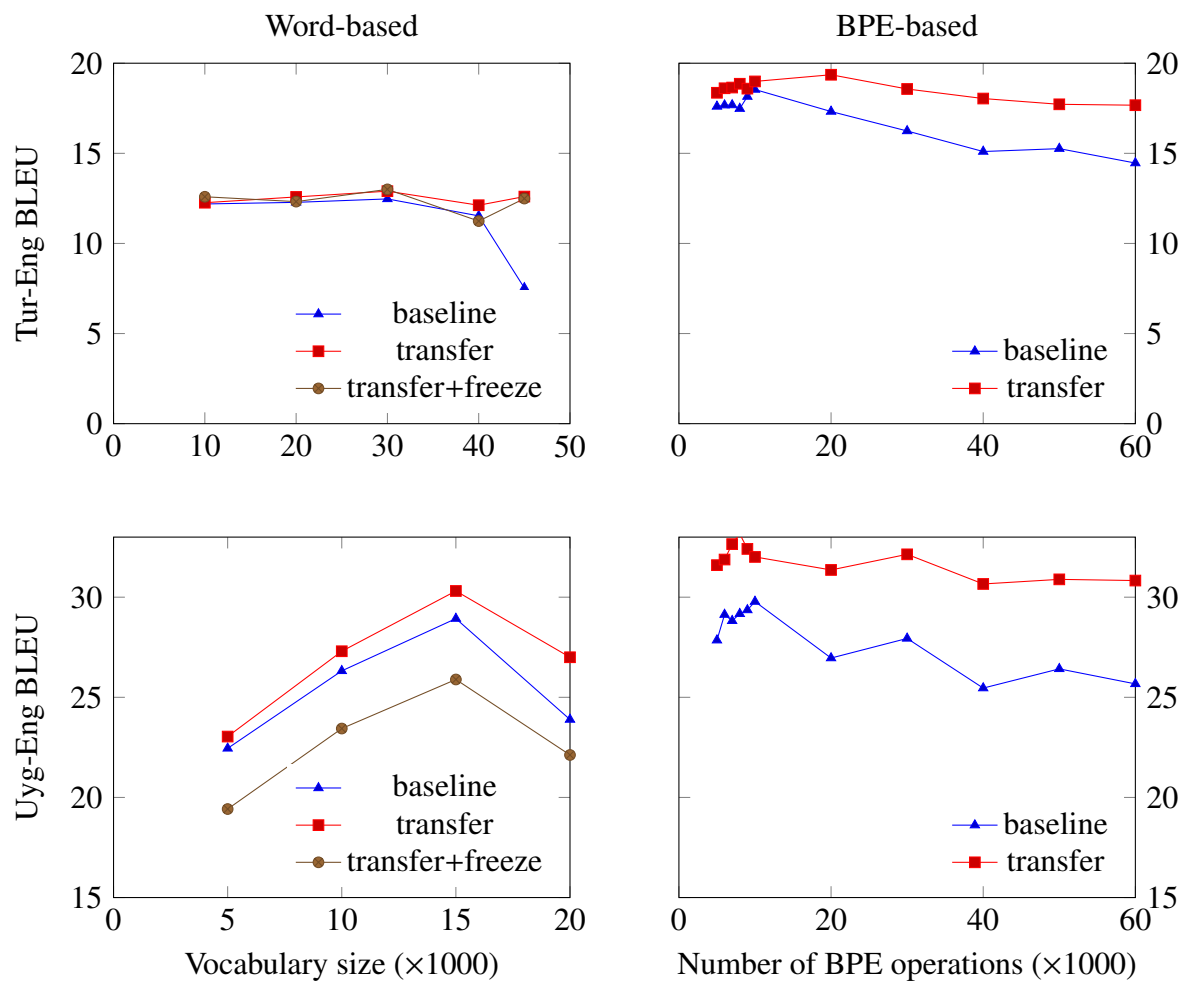 Word-based
BPE-based
Tur-Eng BLEU
20
15
10
5
0
0 10 20 30 40 50
baseline
transfer
transfer+freeze
20
15
10
5
0
0 20 40 60
baseline
transfer
Uyg-Eng BLEU
30
25
20
15
0 5 10 15 20
baseline
transfer
transfer+freeze
Vocabulary size (×1000)
30
25
20
15
0 20 40 60
baseline
transfer
Number of BPE operations (×1000)